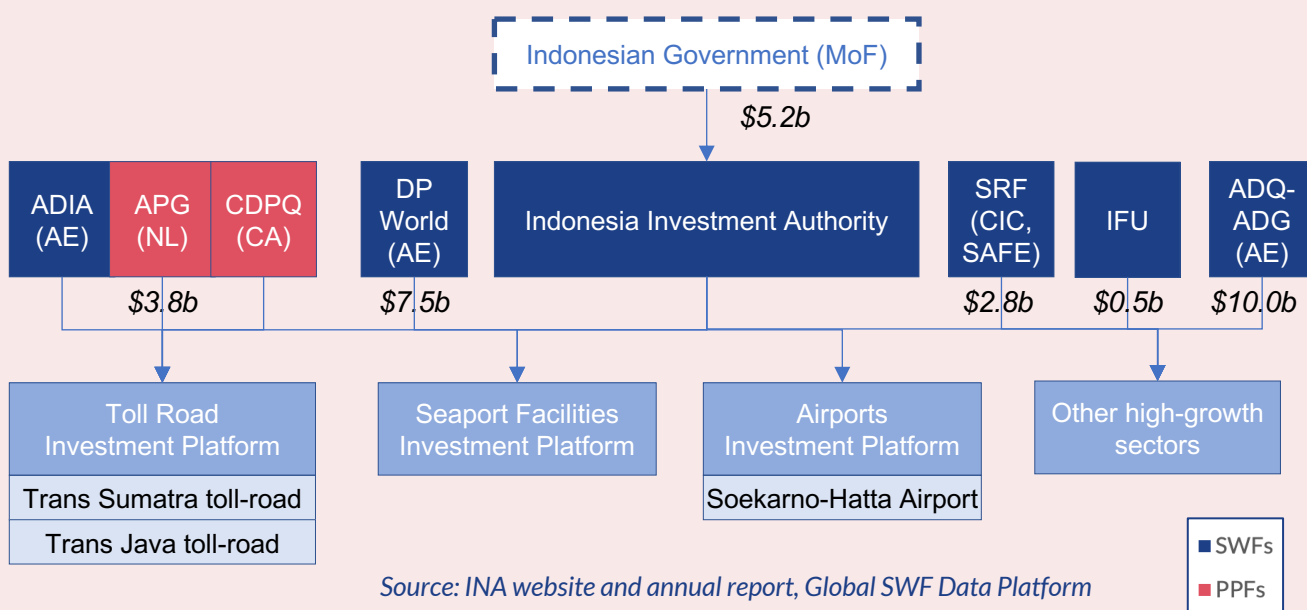 Indonesian Government (MoF)
$5.2b
ADIA
(AE)
APG
(NL)
CDPQ
(CA)
DP
World
(AE)
Indonesia Investment Authority
SRF
(CIC,
SAFE)
IFU
ADQ-
ADG
(AE)
$3.8b
$7.5b
$2.8b
$0.5b
$10.0b
Toll Road
Investment Platform
Trans Sumatra toll-road
Trans Java toll-road
Seaport Facilities
Investment Platform
Airports
Investment Platform
Soekarno-Hatta Airport
Other high-growth
sectors
SWFs
PPFs
Source: INA website and annual report, Global SWF Data Platform